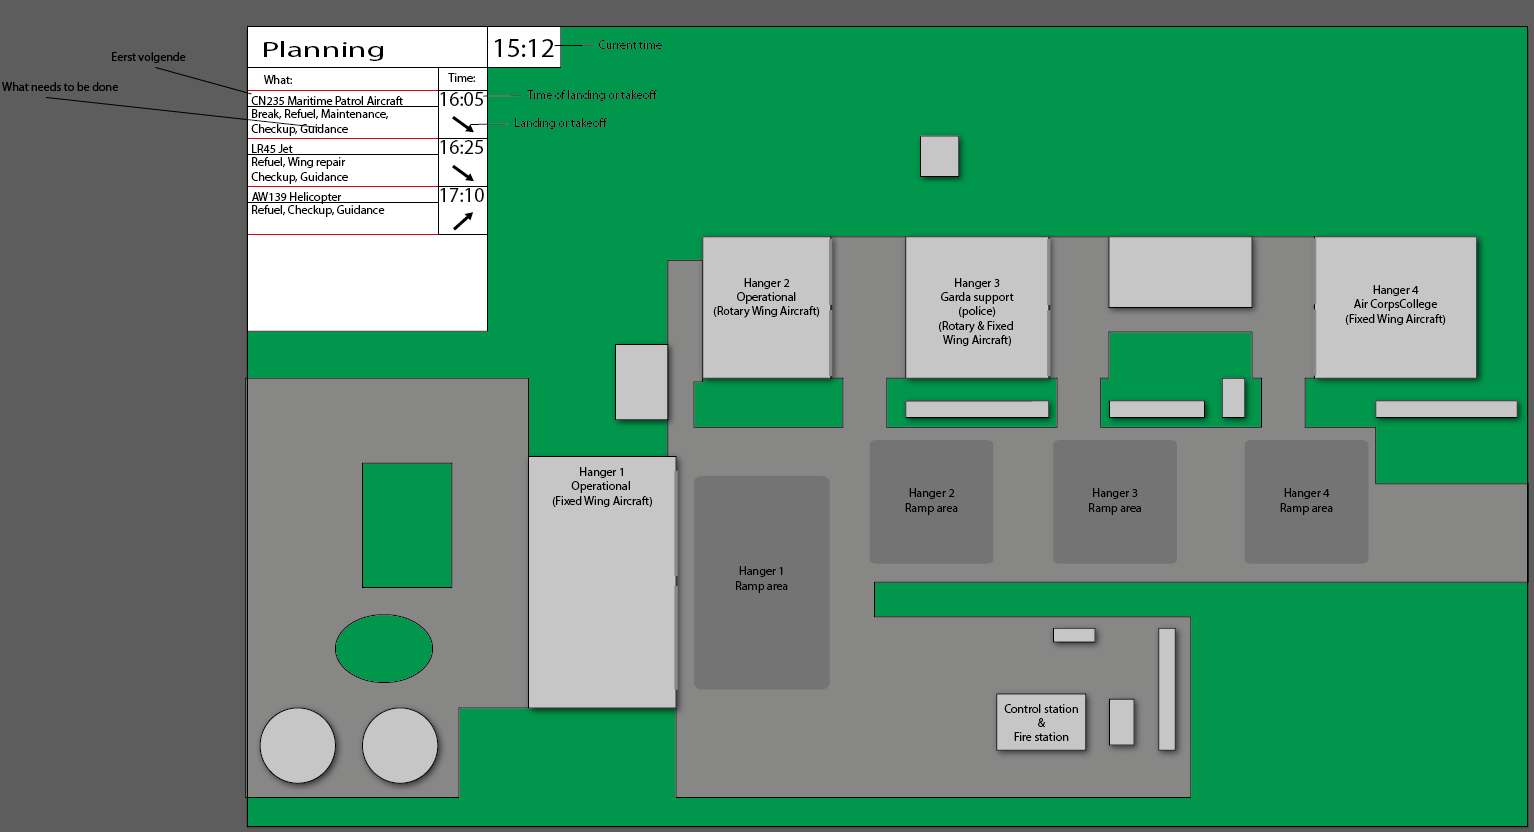 Planning
15:12
Current time
Eerst volgende
What needs to be done
What:
Time:
CN235 Maritime Patrol Aircraft
16:05
Time of landing or takeoff
Break, Refuel, Maintenance,
Checkup, Guidance
Landing or takeoff
LR45 Jet
16:25
Refuel, Wing repair
Checkup, Guidance
AW139 Helicopter
17:10
Refuel, Checkup, Guidance
Hanger 2
Operational
(Rotary Wing Aircraft)
Hanger 3
Garda support
(police)
(Rotary & Fixed
Wing Aircraft)
Hanger 4
Air CorpsCollege
(Fixed Wing Aircraft)
Hanger 1
Operational
(Fixed Wing Aircraft)
Hanger 1
Ramp area
Hanger 2
Ramp area
Hanger 3
Ramp area
Hanger 4
Ramp area
Control station
&
Fire station